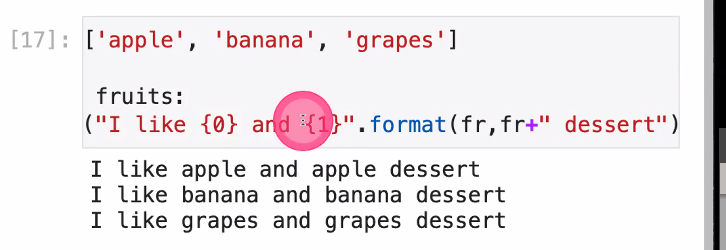 [17]: ['apple', 'banana', 'grapes']
fruits:
("I like {0} and {1}".format(fr,fr+" dessert")
I like apple and apple dessert
I like banana and banana dessert
I like grapes and grapes dessert